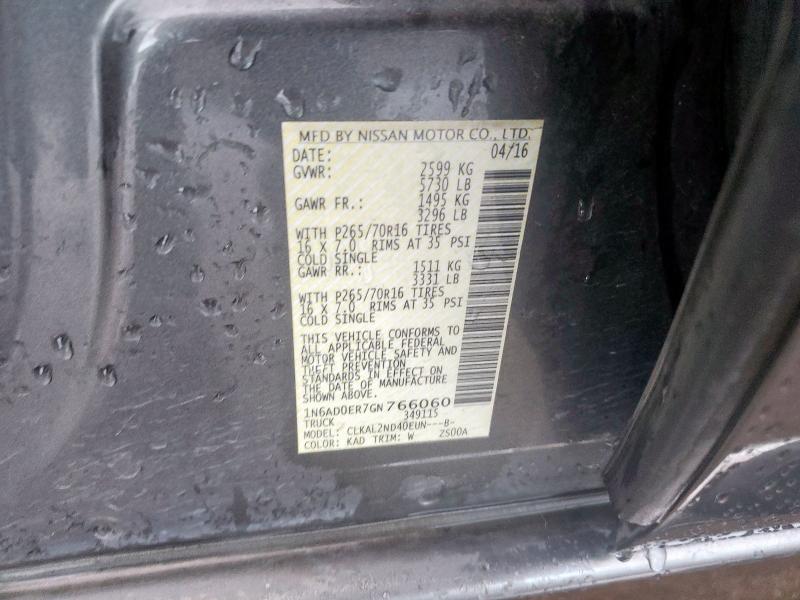 MFD BY NISSAN MOTOR CO., LTD.
DATE: 04/16
GVWR: 2599 KG
5730 LB
GAWR FR.: 1495 KG
3296 LB
WITH P265/70R16 TIRES
16 X 7.0 RIMS AT 35 PSI
COLD SINGLE
GAWR RR.: 1511 KG
3331 LB
WITH P265/70R16 TIRES
16 X 7.0 RIMS AT 35 PSI
COLD SINGLE
THIS VEHICLE CONFORMS TO
ALL APPLICABLE FEDERAL
MOTOR VEHICLE SAFETY AND
THEFT PREVENTION
STANDARDS IN EFFECT ON
THE DATE OF MANUFACTURE
SHOWN ABOVE.
1N6AD0ER7GN766060
TRUCK 349115
MODEL: CLKAL2ND40EUN---B-
COLOR: KAD TRIM: W ZS00A